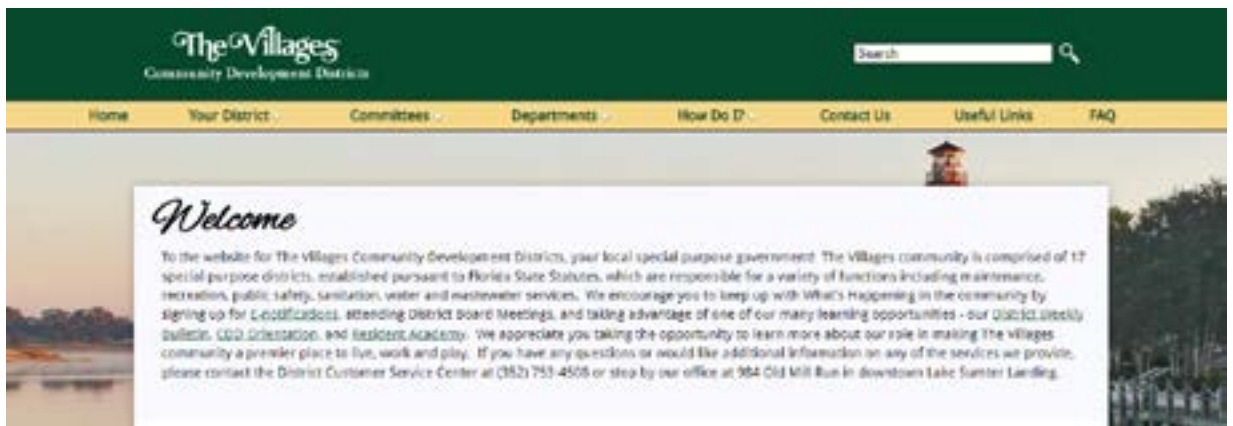 The Villages
Community Development Districts
Search
Home Your District Committees Departments How Do I? Contact Us Useful Links FAQ
Welcome
To the website for The Villages Community Development Districts, your local special purpose government! The Villages community is comprised of 17
special purpose districts, established pursuant to Florida State Statutes, which are responsible for a variety of functions including maintenance,
recreation, public safety, sanitation, water and wastewater services. We encourage you to keep up with What's Happening in the community by
signing up for E-notifications, attending District Board Meetings, and taking advantage of one of our many learning opportunities - our District Weekly
Bulletin, CDD Orientation, and Resident Academy. We appreciate you taking the opportunity to learn more about our role in making The Villages
community a premier place to live, work and play. If you have any questions or would like additional information on any of the services we provide,
please contact the District Customer Service Center at (352) 753-4508 or stop by our office at 984 Old Mill Run in downtown Lake Sumter Landing.